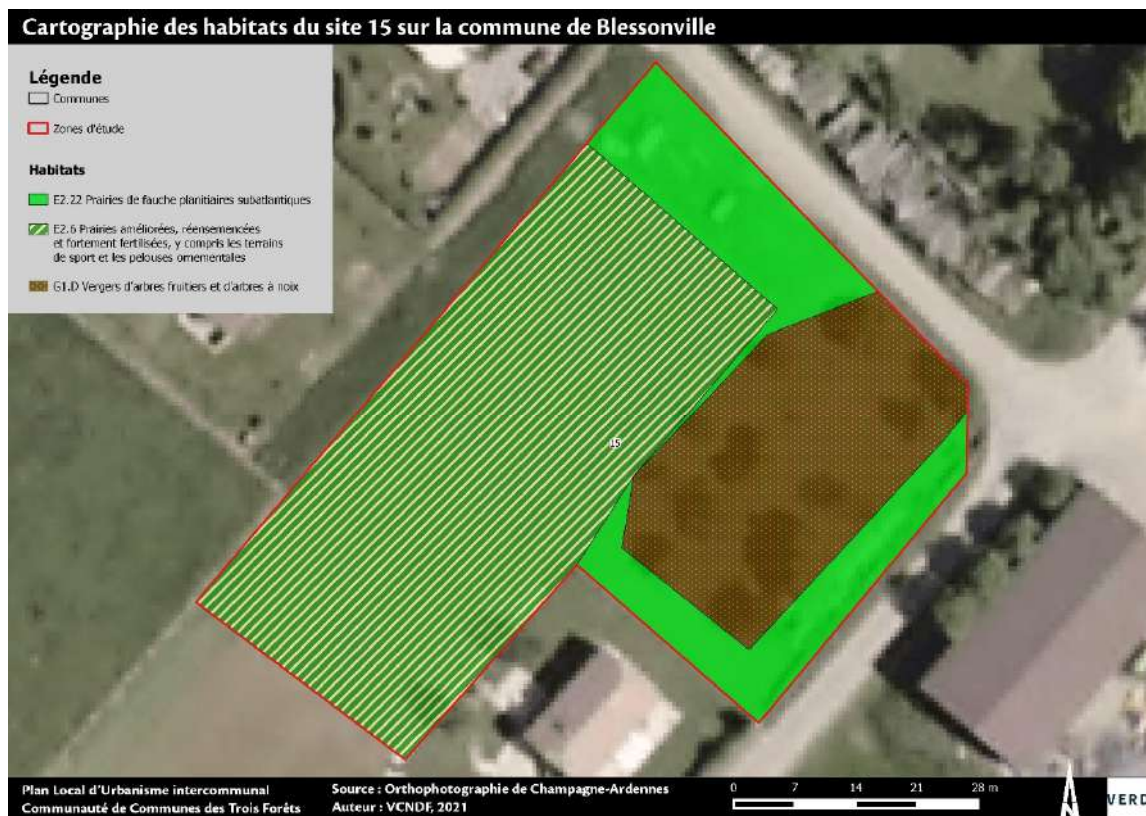 Cartographie des habitats du site 15 sur la commune de Blessonville
Légende
Communes
Zones d'étude
Habitats
E2.22 Prairies de fauche planitiaires subatlantiques
E2.6 Prairies améliorées, réensemencées
et fortement fertilisées, y compris les terrains
de sport et les pelouses ornementales
G1.D Vergers d'arbres fruitiers et d'arbres à noix
15
Plan Local d'Urbanisme intercommunal
Communauté de Communes des Trois Forêts
Source : Orthophotographie de Champagne-Ardennes
Auteur : VCNDF, 2021
0 7 14 21 28 m
VERD